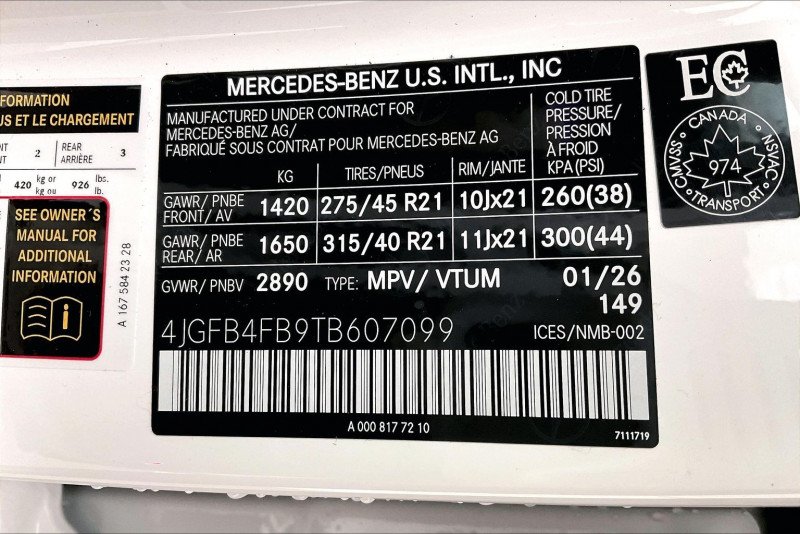 FORMATION
US ET LE CHARGEMENT
2 REAR ARRIÈRE 3
420 kg or kg ou 926 lbs. lb.
SEE OWNER´S
MANUAL FOR
ADDITIONAL
INFORMATION
A 167 584 23 28
MERCEDES-BENZ U.S. INTL., INC
MANUFACTURED UNDER CONTRACT FOR
MERCEDES-BENZ AG/
FABRIQUÉ SOUS CONTRAT POUR MERCEDES-BENZ AG
COLD TIRE
PRESSURE/
PRESSION
À FROID
KPA(PSI)
KG TIRES/PNEUS RIM/JANTE
GAWR/ PNBE
FRONT/ AV 1420 275/45 R21 10Jx21 260(38)
GAWR/ PNBE
REAR/ AR 1650 315/40 R21 11Jx21 300(44)
GVWR/ PNBV 2890 TYPE: MPV/ VTUM 01/26
149
4JGFB4FB9TB607099 ICES/NMB-002
A 000 817 72 10
7111719
EC
CANADA
CMVSS 974 NSVAC
TRANSPORT